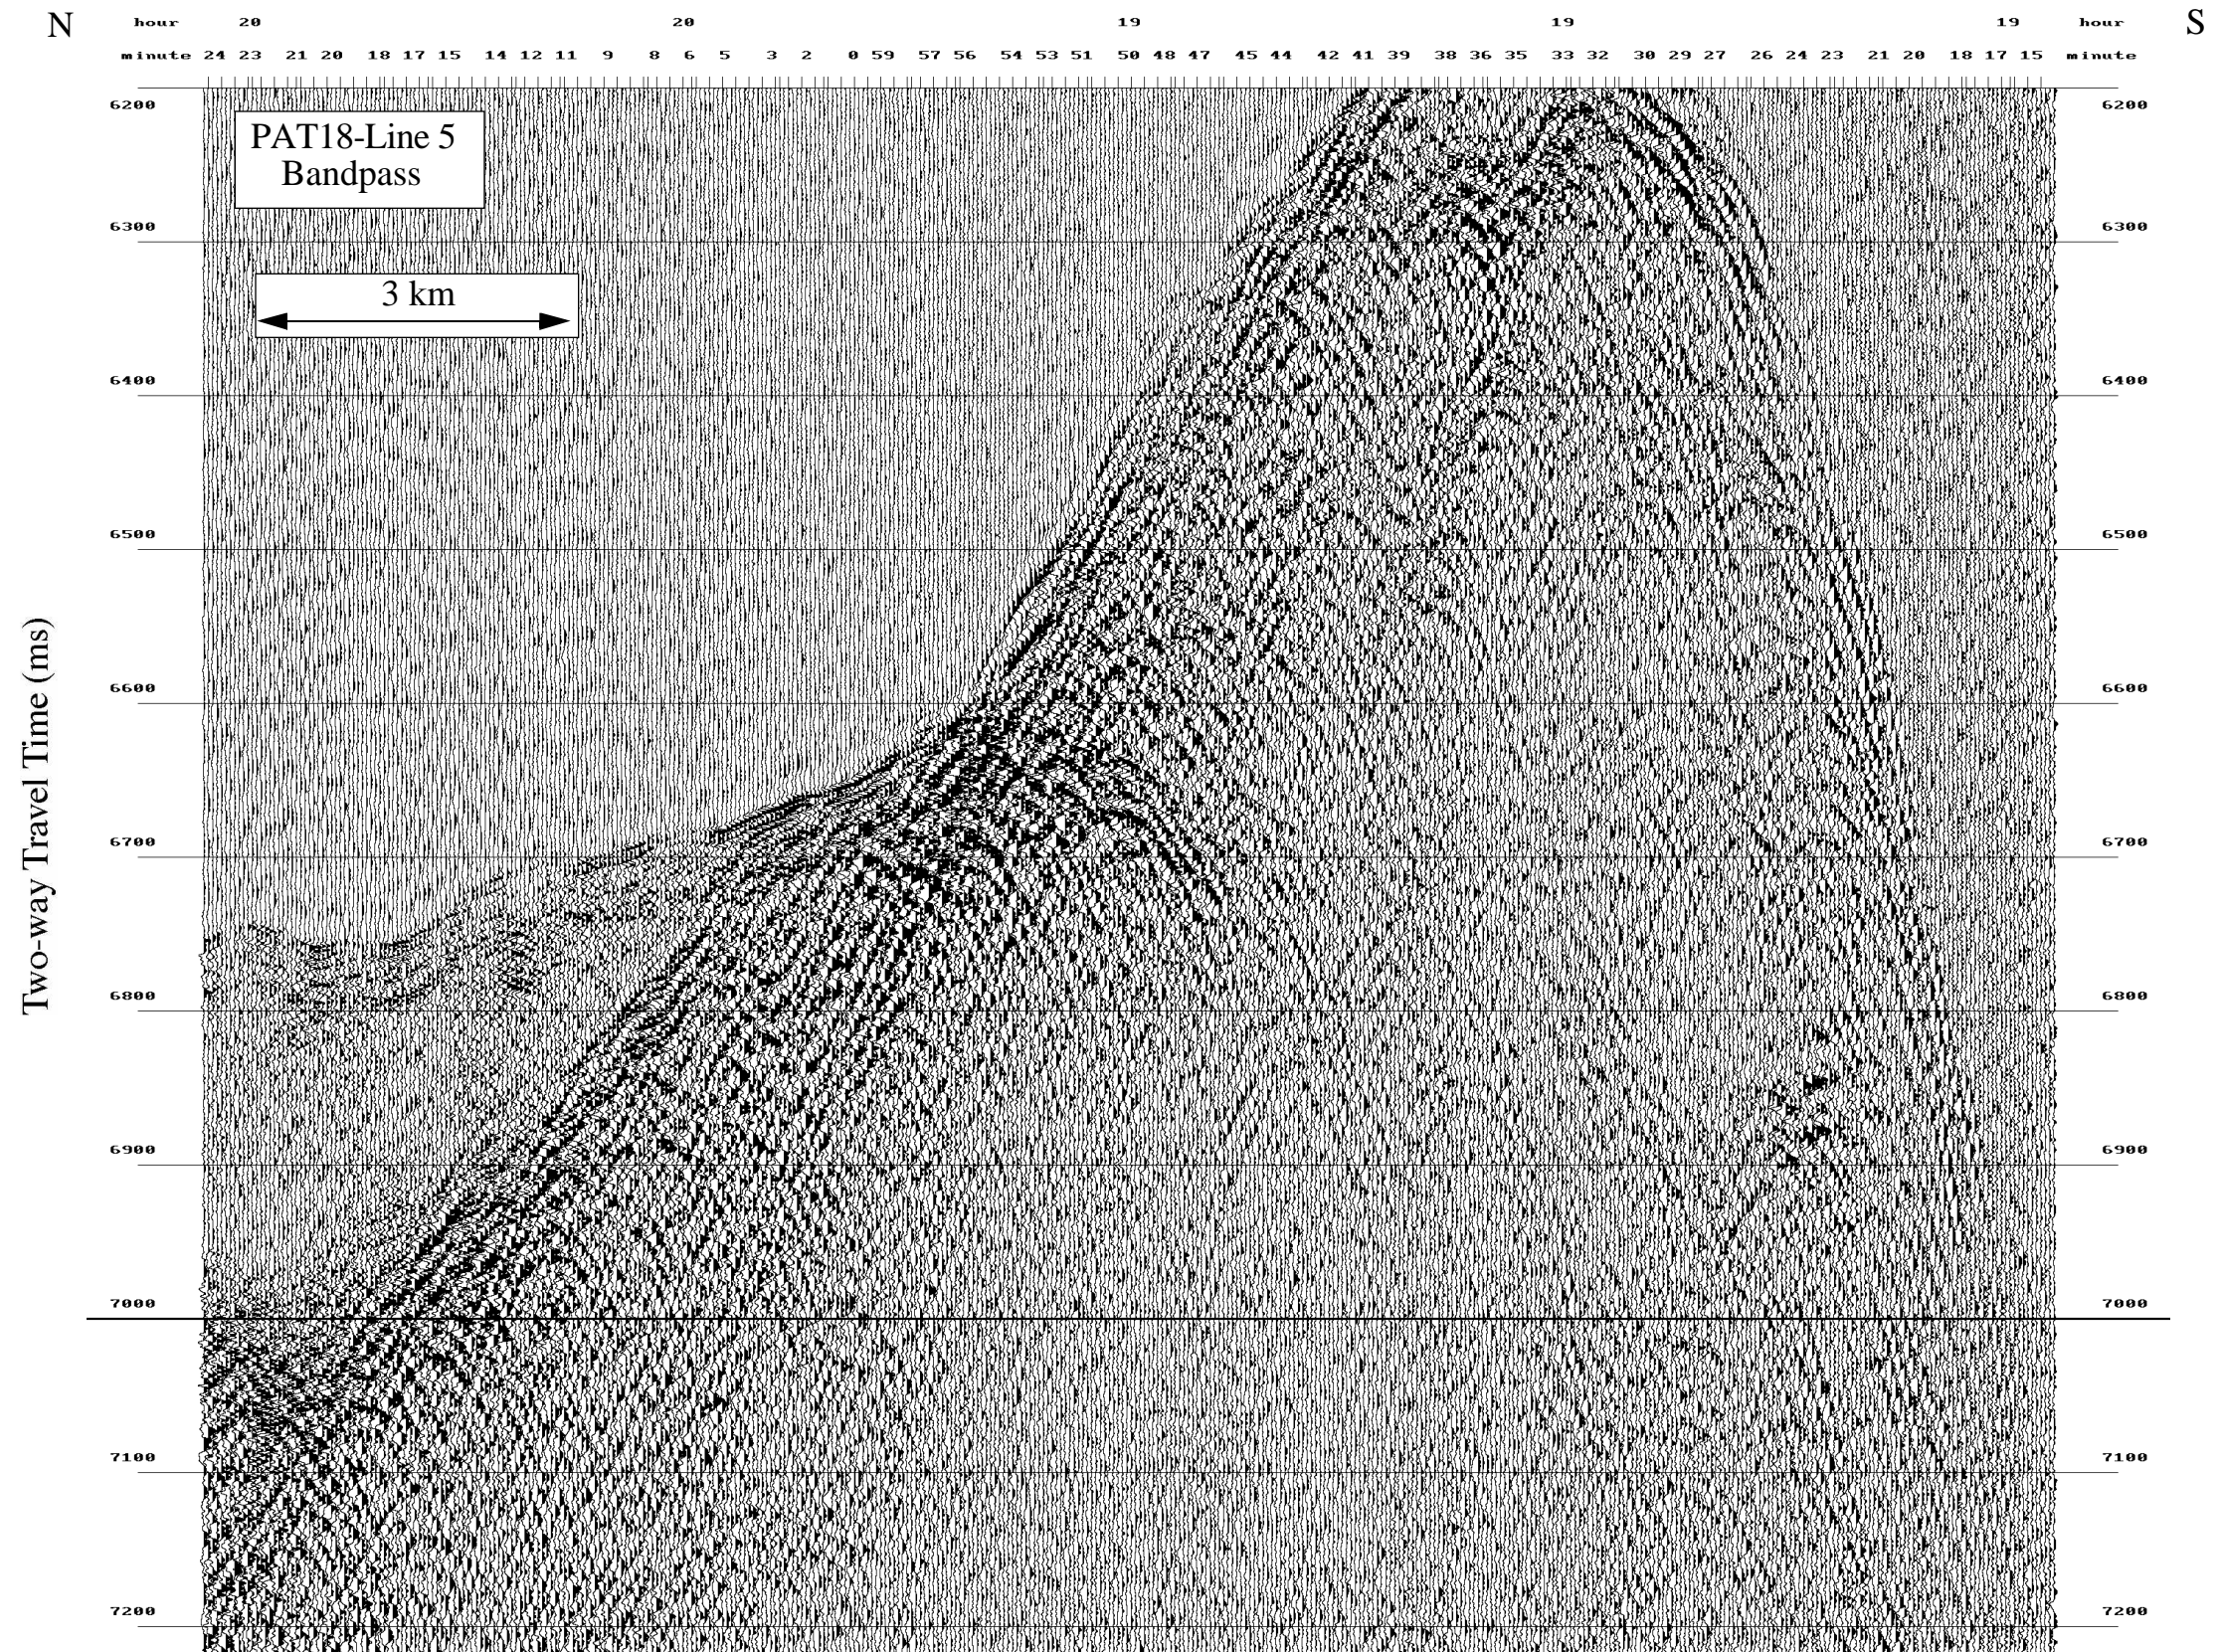 N
S
hour 20 20 19 19 19 hour
minute 24 23 21 20 18 17 15 14 12 11 9 8 6 5 3 2 0 59 57 56 54 53 51 50 48 47 45 44 42 41 39 38 36 35 33 32 30 29 27 26 24 23 21 20 18 17 15 minute
6200 6200
PAT18-Line 5
Bandpass
6300 6300
3 km
6400 6400
6500 6500
Two-way Travel Time (ms)
6600 6600
6700 6700
6800 6800
6900 6900
7000 7000
7100 7100
7200 7200